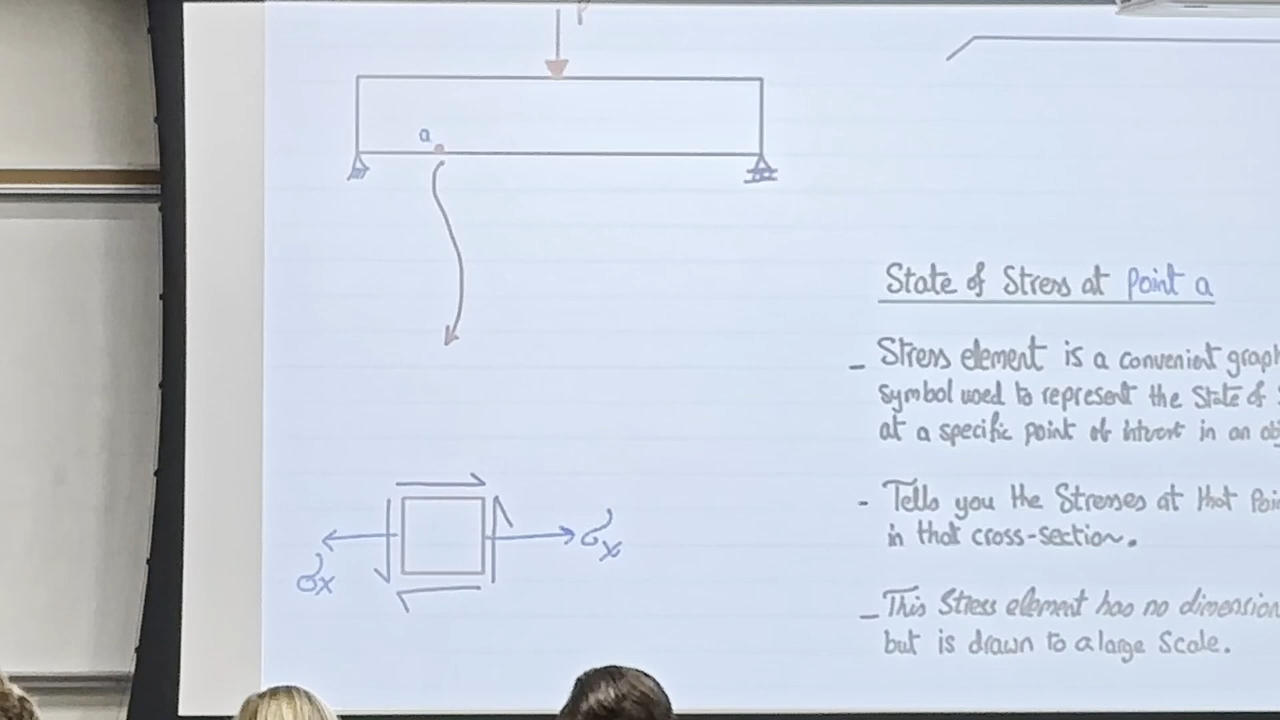 P
a
State of Stress at Point a
- Stress element is a convenient graph
symbol used to represent the State of S
at a specific point of interest in an obj
- Tells you the Stresses at that Poi
in that cross-section.
- This Stress element has no dimension
but is drawn to a large Scale.
σx
σx